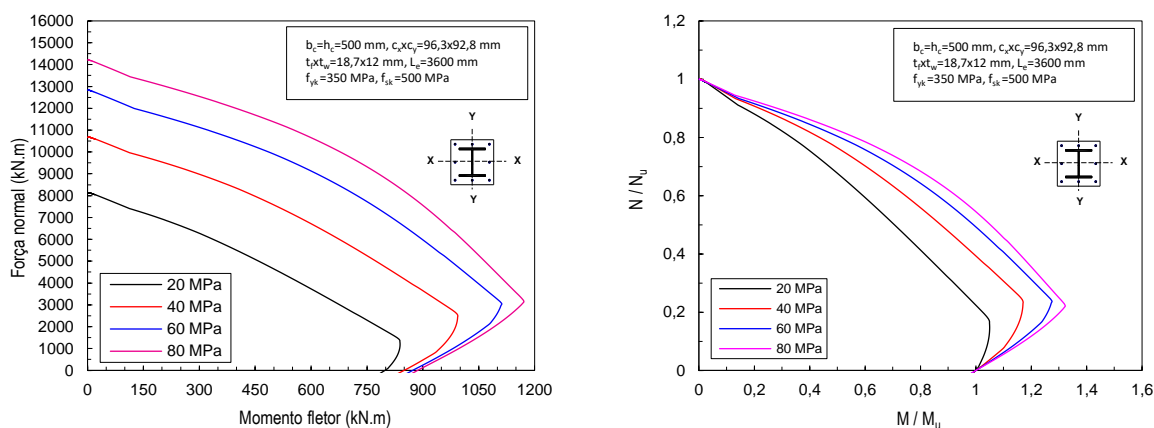 16000
15000
14000
13000
12000
11000
10000
9000
8000
7000
6000
5000
4000
3000
2000
1000
0
Força normal (kN.m)
b_c=h_c=500 mm, c_xxc_y=96,3x92,8 mm
t_fxt_w=18,7x12 mm, L_e=3600 mm
f_yk=350 MPa, f_sk=500 MPa
Y
X X
Y
20 MPa
40 MPa
60 MPa
80 MPa
0 150 300 450 600 750 900 1050 1200
Momento fletor (kN.m)
1
0,8
0,6
0,4
0,2
0
N / N_u
b_c=h_c=500 mm, c_xxc_y=96,3x92,8 mm
t_fxt_w=18,7x12 mm, L_e=3600 mm
f_yk=350 MPa, f_sk=500 MPa
Y
X X
Y
20 MPa
40 MPa
60 MPa
80 MPa
0 0,2 0,4 0,6 0,8 1 1,2 1,4 1,6
M / M_u